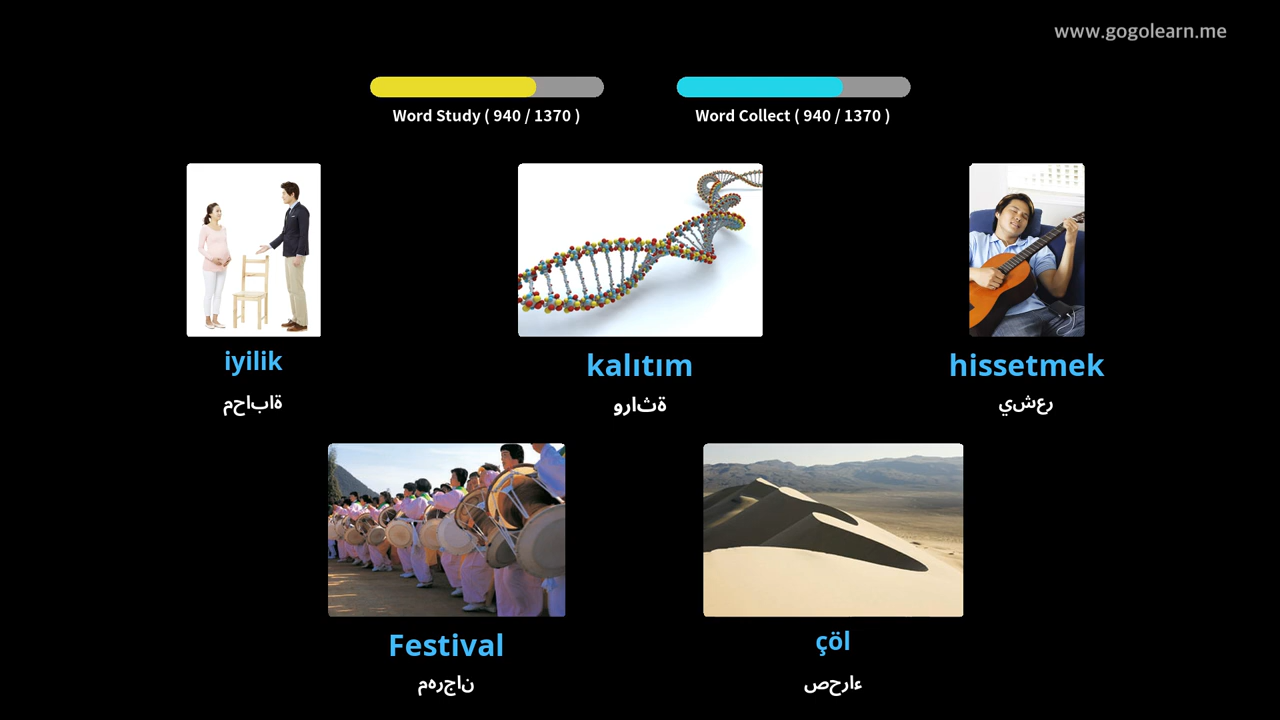 www.gogolearn.me
Word Study ( 940 / 1370 )
Word Collect ( 940 / 1370 )
iyilik
محاباة
kalıtım
وراثة
hissetmek
يشعر
Festival
مهرجان
çöl
صحراء